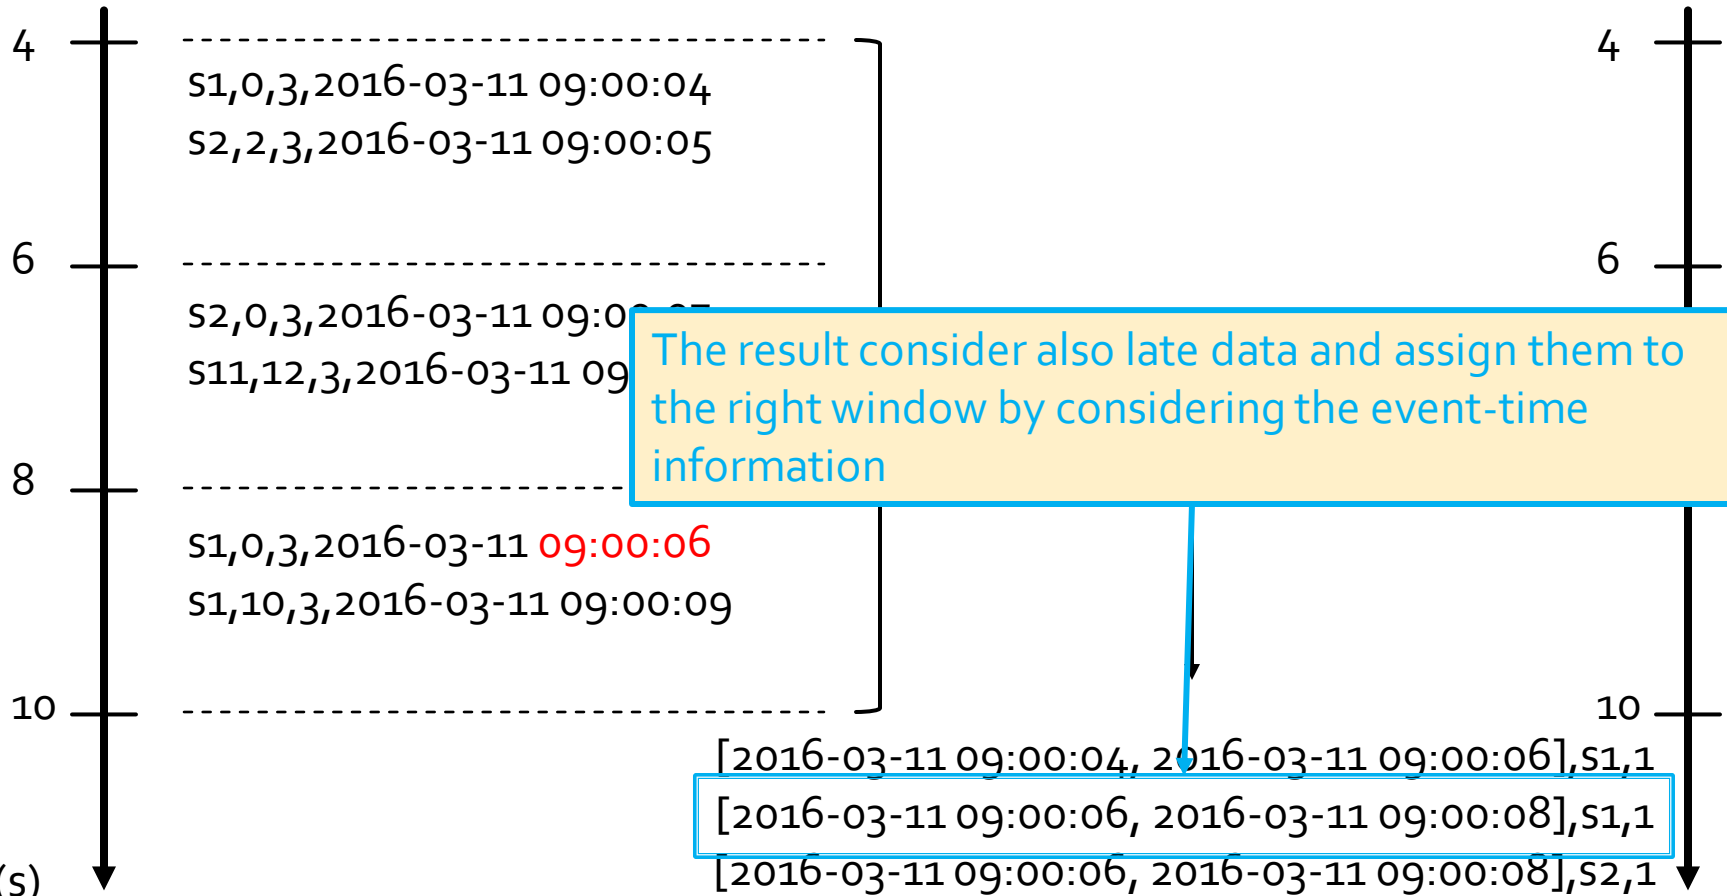 4
s1,0,3,2016-03-11 09:00:04
s2,2,3,2016-03-11 09:00:05
6
s2,0,3,2016-03-11
s11,12,3,2016-03-11
8
s1,0,3,2016-03-11 09:00:06
s1,10,3,2016-03-11 09:00:09
10
(s)
4
6
The result consider also late data and assign them to
the right window by considering the event-time
information
10
[2016-03-11 09:00:04, 2016-03-11 09:00:06],s1,1
[2016-03-11 09:00:06, 2016-03-11 09:00:08],s1,1
[2016-03-11 09:00:06, 2016-03-11 09:00:08],s2,1